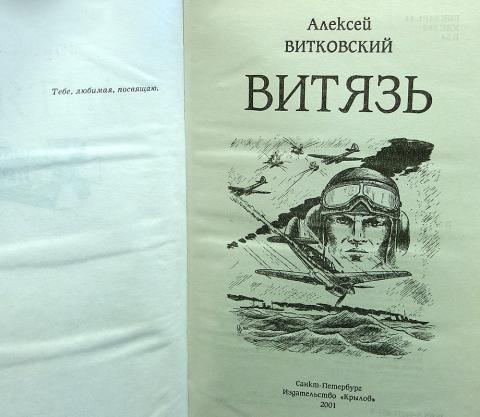 Тебе, любимая, посвящаю.
Алексей
ВИТКОВСКИЙ
ВИТЯЗЬ
Санкт-Петербург
Издательство «Крылов»
2001